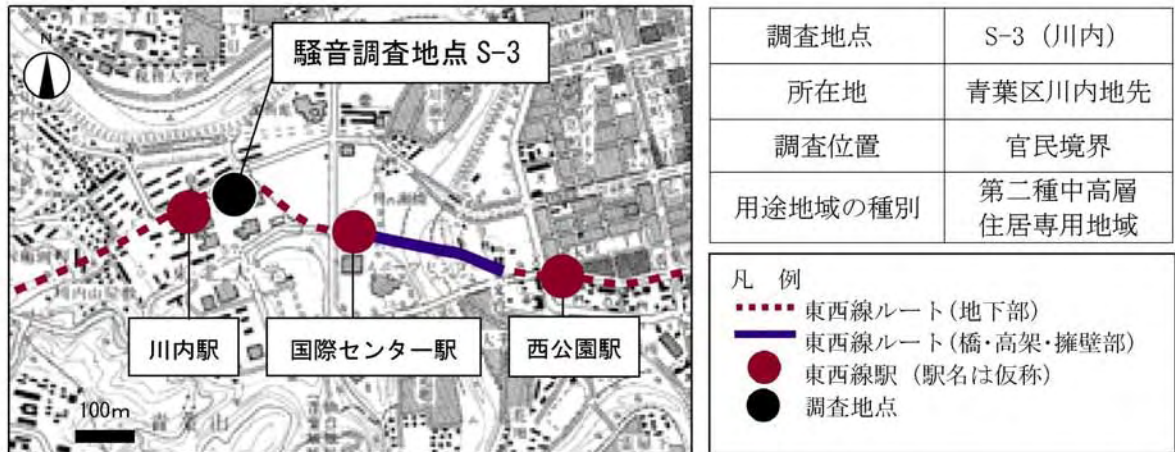 N
騒音調査地点 S-3
川内駅
国際センター駅
西公園駅
100m
青葉山
調査地点
S-3（川内）
所在地
青葉区川内地先
調査位置
官民境界
用途地域の種別
第二種中高層
住居専用地域
凡 例
東西線ルート(地下部)
東西線ルート(橋・高架・擁壁部)
東西線駅（駅名は仮称）
調査地点